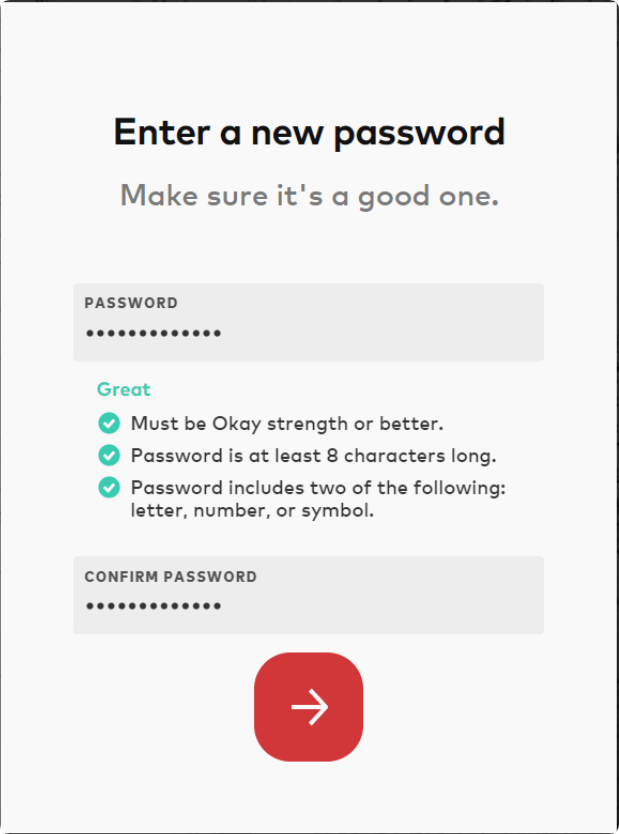 Enter a new password
Make sure it's a good one.
PASSWORD
•••••••••••••
Great
Must be Okay strength or better.
Password is at least 8 characters long.
Password includes two of the following:
letter, number, or symbol.
CONFIRM PASSWORD
•••••••••••••